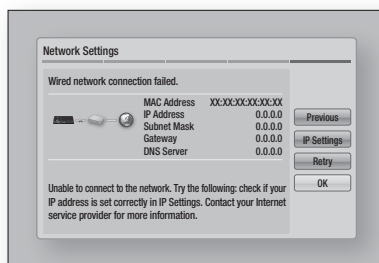 Network Settings
Wired network connection failed.
MAC Address XX:XX:XX:XX:XX:XX
IP Address 0.0.0.0
Subnet Mask 0.0.0.0
Gateway 0.0.0.0
DNS Server 0.0.0.0
Previous
IP Settings
Retry
OK
Unable to connect to the network. Try the following: check if your
IP address is set correctly in IP Settings. Contact your Internet
service provider for more information.